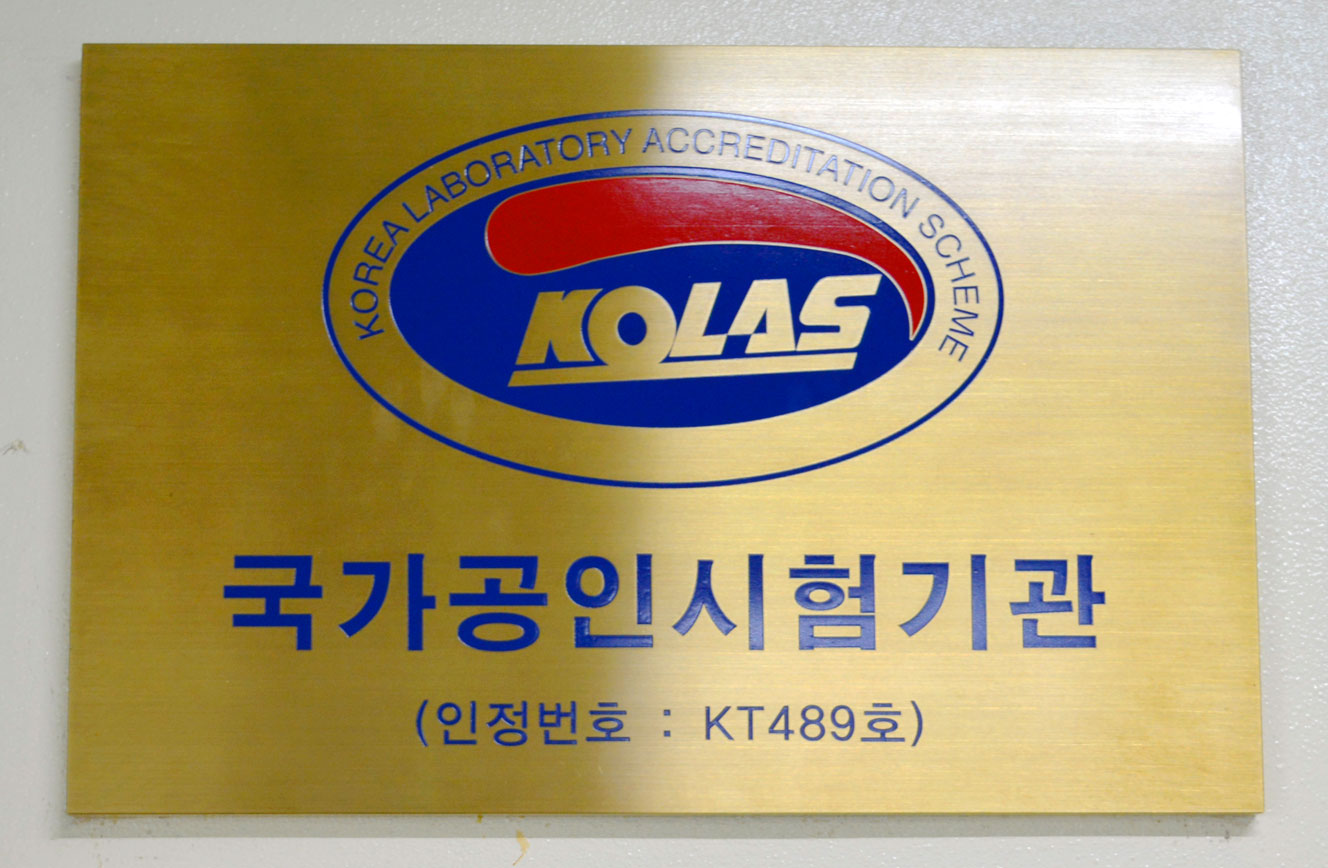 KOREA LABORATORY ACCREDITATION SCHEME
KOLAS
국가공인시험기관
(인정번호 : KT489호)